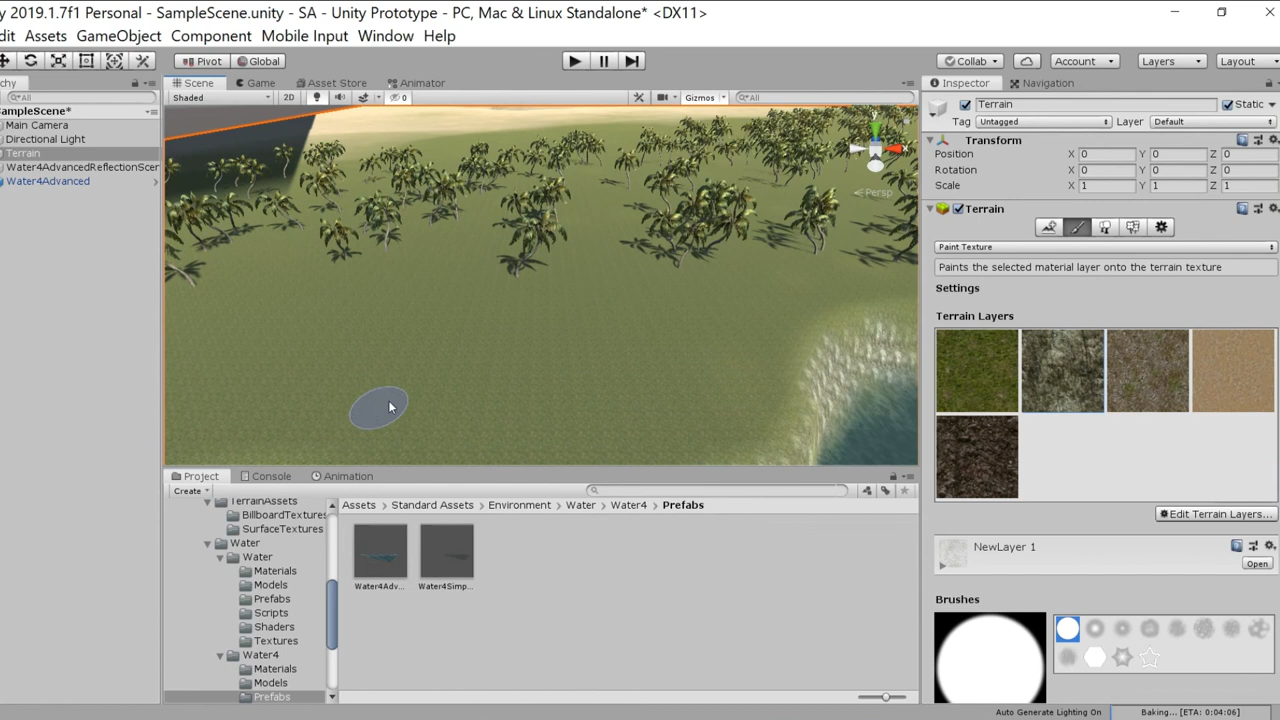 y 2019.1.7f1 Personal - SampleScene.unity - SA - Unity Prototype - PC, Mac & Linux Standalone* <DX11>
dit Assets GameObject Component Mobile Input Window Help
Pivot Global Collab Account Layers Layout
chy Scene Game Asset Store Animator Inspector Navigation
All Shaded 2D 0 Gizmos All
ampleScene*
Main Camera
Directional Light
Terrain
Water4AdvancedReflectionScer
Water4Advanced
y
x
Persp
Terrain Static
Tag Untagged Layer Default
Transform
Position X 0 Y 0 Z 0
Rotation X 0 Y 0 Z 0
Scale X 1 Y 1 Z 1
Terrain
Paint Texture
Paints the selected material layer onto the terrain texture
Settings
Terrain Layers
Edit Terrain Layers...
NewLayer 1
Open
Brushes
Project Console Animation
Create
TerrainAssets
BillboardTextures
SurfaceTextures
Water
Water
Materials
Models
Prefabs
Scripts
Shaders
Textures
Water4
Materials
Models
Prefabs
Assets > Standard Assets > Environment > Water > Water4 > Prefabs
Water4Adv... Water4Simp...
Auto Generate Lighting On Baking... [ETA: 0:04:06]